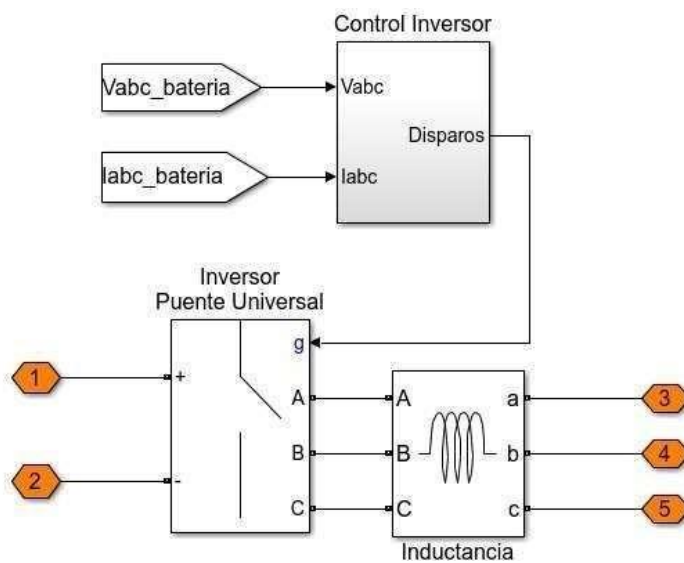 Control Inversor
Vabc_bateria
Vabc
Disparos
Iabc_bateria
Iabc
Inversor
Puente Universal
g
1
+
A
A
a
3
B
B
b
4
2
-
C
C
c
5
Inductancia